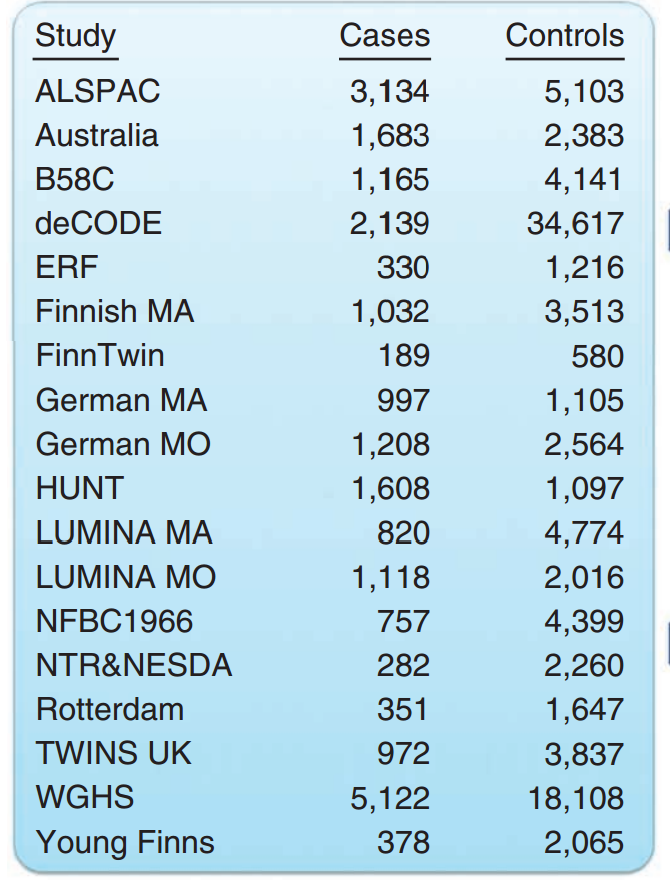 Study Cases Controls
ALSPAC 3,134 5,103
Australia 1,683 2,383
B58C 1,165 4,141
deCODE 2,139 34,617
ERF 330 1,216
Finnish MA 1,032 3,513
FinnTwin 189 580
German MA 997 1,105
German MO 1,208 2,564
HUNT 1,608 1,097
LUMINA MA 820 4,774
LUMINA MO 1,118 2,016
NFBC1966 757 4,399
NTR&NESDA 282 2,260
Rotterdam 351 1,647
TWINS UK 972 3,837
WGHS 5,122 18,108
Young Finns 378 2,065